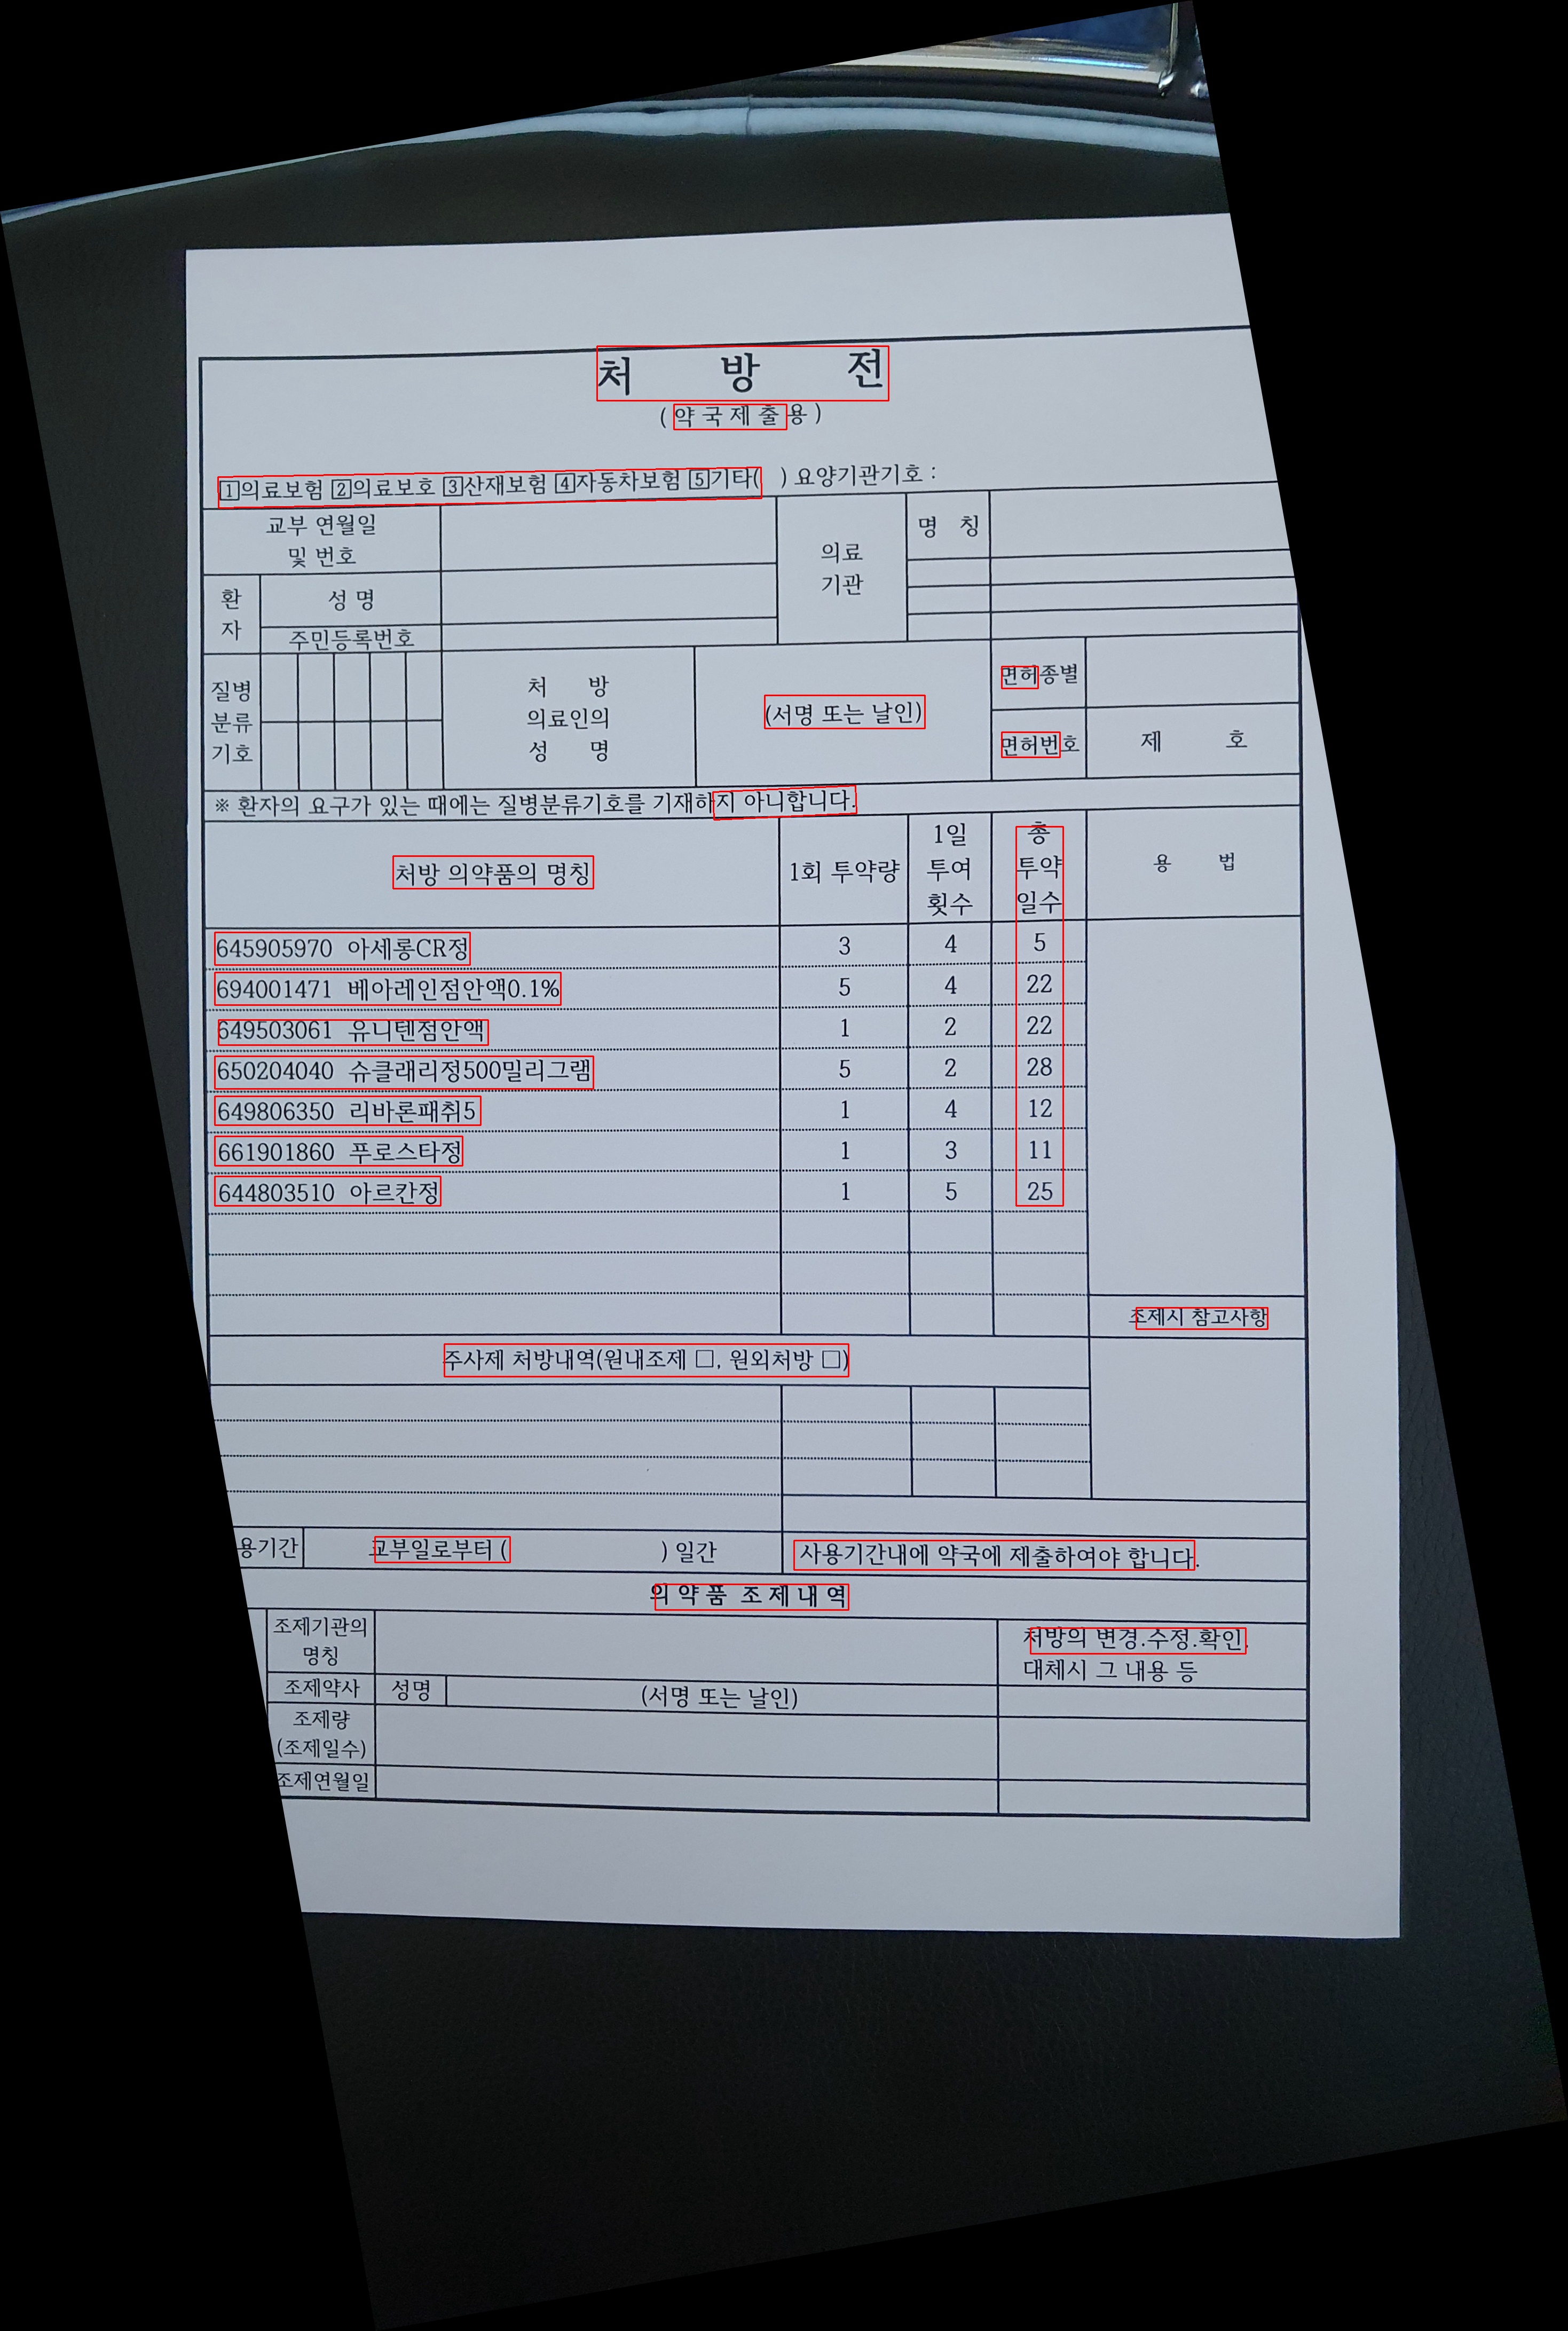 처 방 전
( 약 국 제 출 용 )
1의료보험 2의료보호 3산재보험 4자동차보험 5기타( ) 요양기관기호 :
교부 연월일
및 번호
의료
기관
명 칭
환
자
성 명
주민등록번호
질병
분류
기호
처 방
의료인의
성 명
(서명 또는 날인)
면허종별
면허번호
제 호
※ 환자의 요구가 있는 때에는 질병분류기호를 기재하지 아니합니다.
처방 의약품의 명칭
1회 투약량
1일
투여
횟수
총
투약
일수
용 법
645905970 아세롱CR정 3 4 5
694001471 베아레인점안액0.1% 5 4 22
649503061 유니텐점안액 1 2 22
650204040 슈클래리정500밀리그램 5 2 28
649806350 리바론패취5 1 4 12
661901860 푸로스타정 1 3 11
644803510 아르칸정 1 5 25
조제시 참고사항
주사제 처방내역(원내조제 □, 원외처방 □)
용기간 교부일로부터 ( ) 일간 사용기간내에 약국에 제출하여야 합니다.
의 약 품 조 제 내 역
조제기관의
명칭
처방의 변경.수정.확인.
대체시 그 내용 등
조제약사 성명 (서명 또는 날인)
조제량
(조제일수)
조제연월일